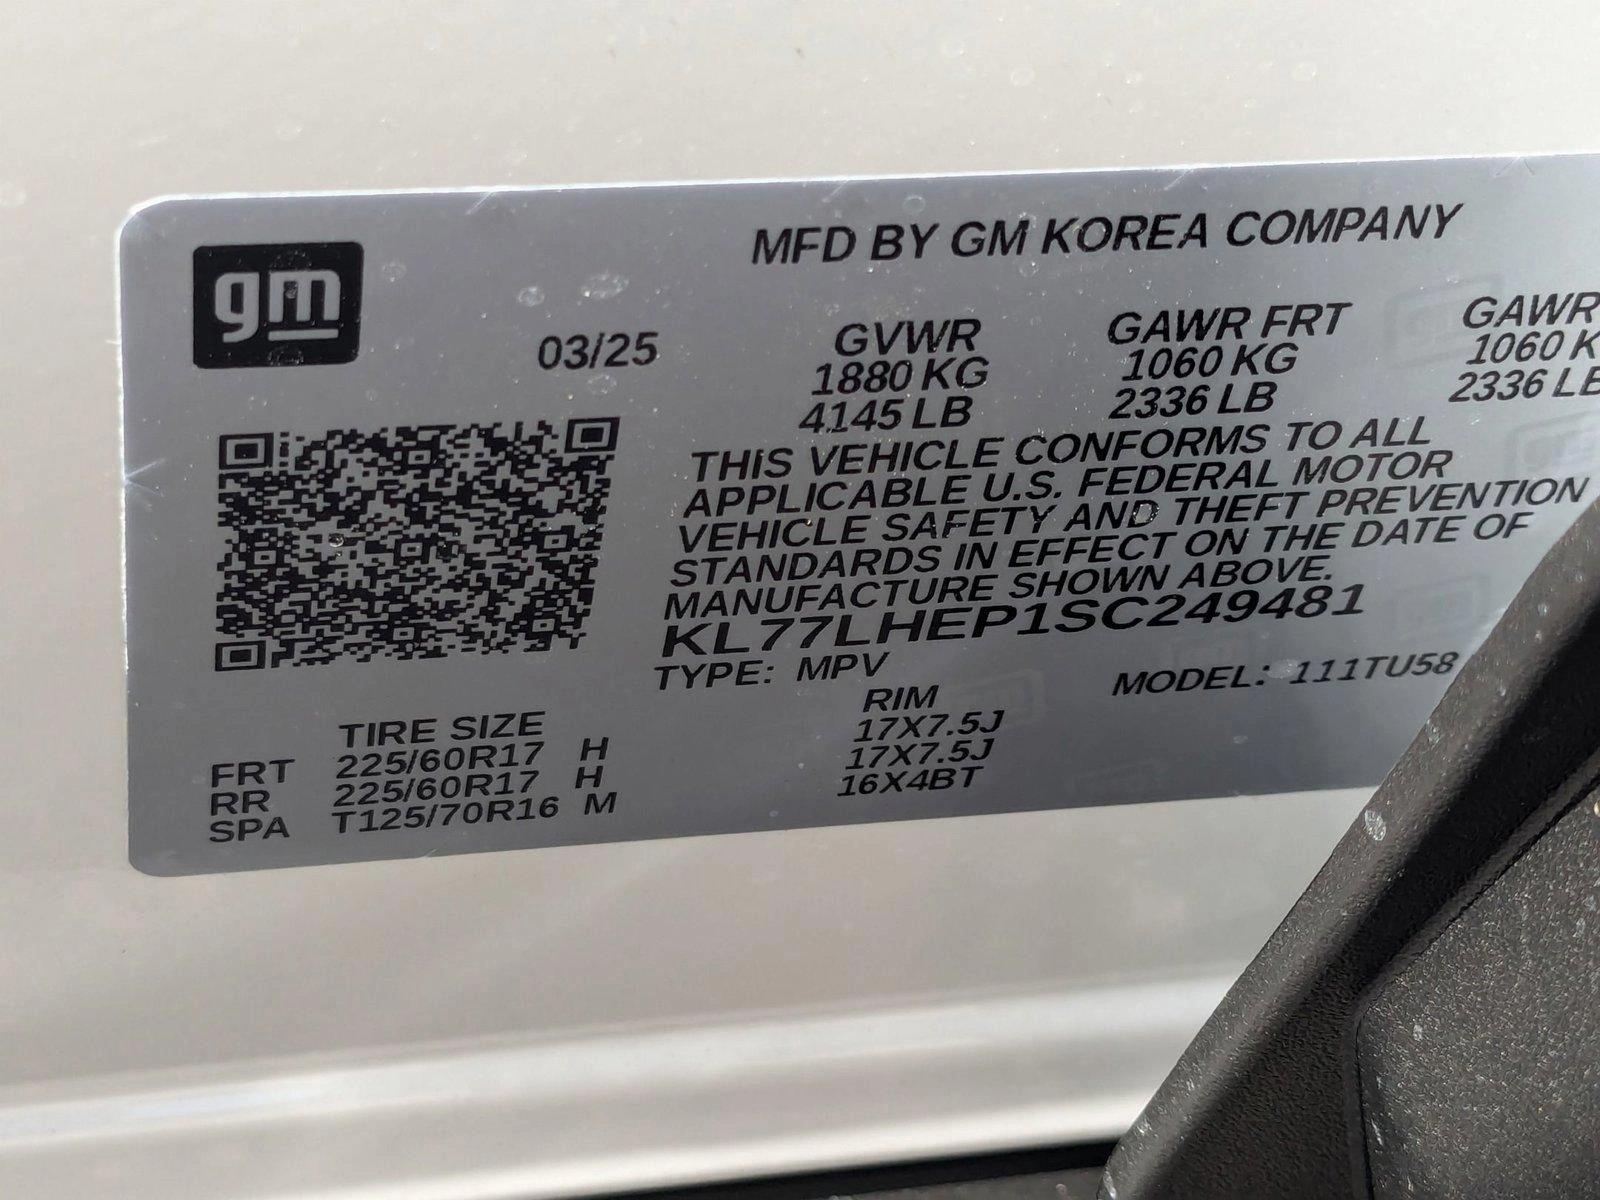 gm
MFD BY GM KOREA COMPANY
03/25
GVWR GAWR FRT GAWR
1880 KG 1060 KG 1060 K
4145 LB 2336 LB 2336 LB
THIS VEHICLE CONFORMS TO ALL
APPLICABLE U.S. FEDERAL MOTOR
VEHICLE SAFETY AND THEFT PREVENTION
STANDARDS IN EFFECT ON THE DATE OF
MANUFACTURE SHOWN ABOVE.
KL77LHEP1SC249481
TYPE: MPV MODEL: 111TU58
TIRE SIZE RIM
FRT 225/60R17 H 17X7.5J
RR 225/60R17 H 17X7.5J
SPA T125/70R16 M 16X4BT